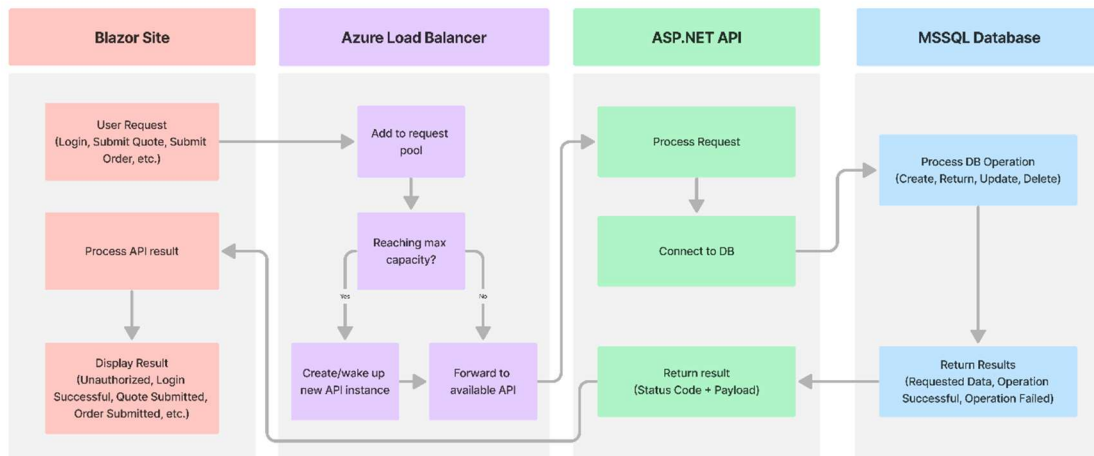 Blazor Site
Azure Load Balancer
ASP.NET API
MSSQL Database
User Request
(Login, Submit Quote, Submit
Order, etc.)
Process API result
Display Result
(Unauthorized, Login
Successful, Quote Submitted,
Order Submitted, etc.)
Add to request
pool
Reaching max
capacity?
Yes
No
Create/wake up
new API instance
Forward to
available API
Process Request
Connect to DB
Return result
(Status Code + Payload)
Process DB Operation
(Create, Return, Update, Delete)
Return Results
(Requested Data, Operation
Successful, Operation Failed)